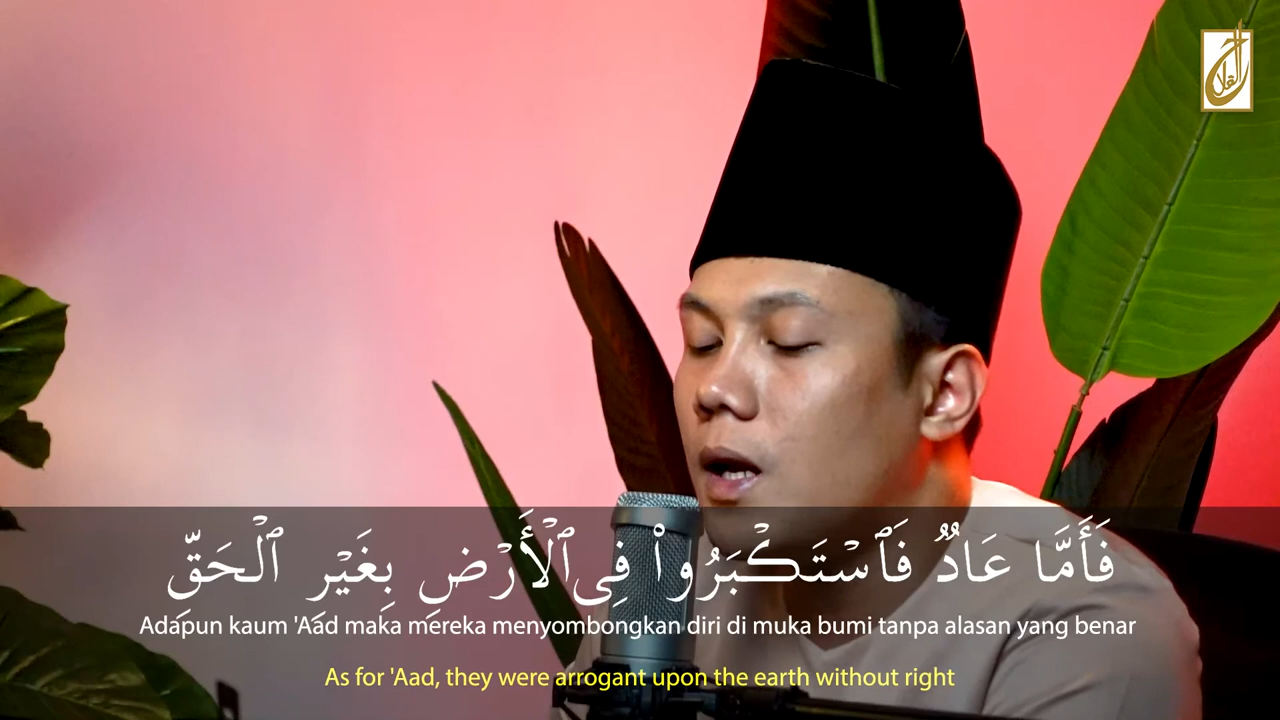 فَأَمَّا عَادٌ فَٱسْتَكْبَرُوا۟ فِى ٱلْأَرْضِ بِغَيْرِ ٱلْحَقِّ
Adapun kaum 'Aad maka mereka menyombongkan diri di muka bumi tanpa alasan yang benar
As for 'Aad, they were arrogant upon the earth without right